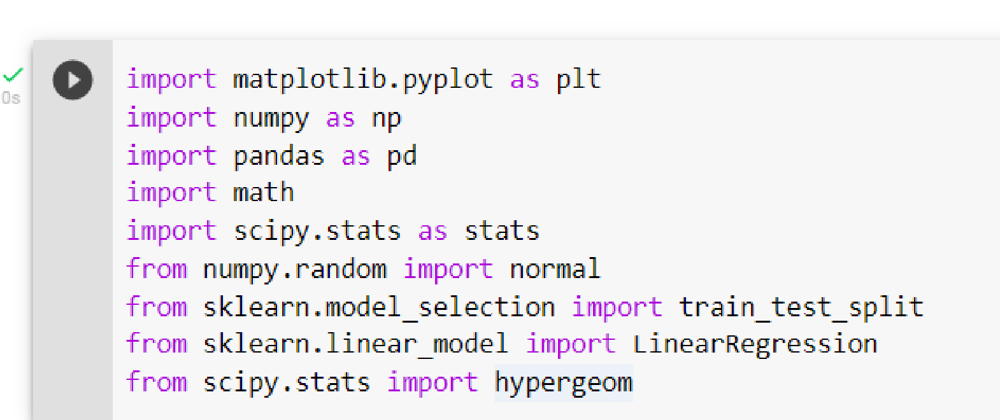 import matplotlib.pyplot as plt
0s
import numpy as np
import pandas as pd
import math
import scipy.stats as stats
from numpy.random import normal
from sklearn.model_selection import train_test_split
from sklearn.linear_model import LinearRegression
from scipy.stats import hypergeom